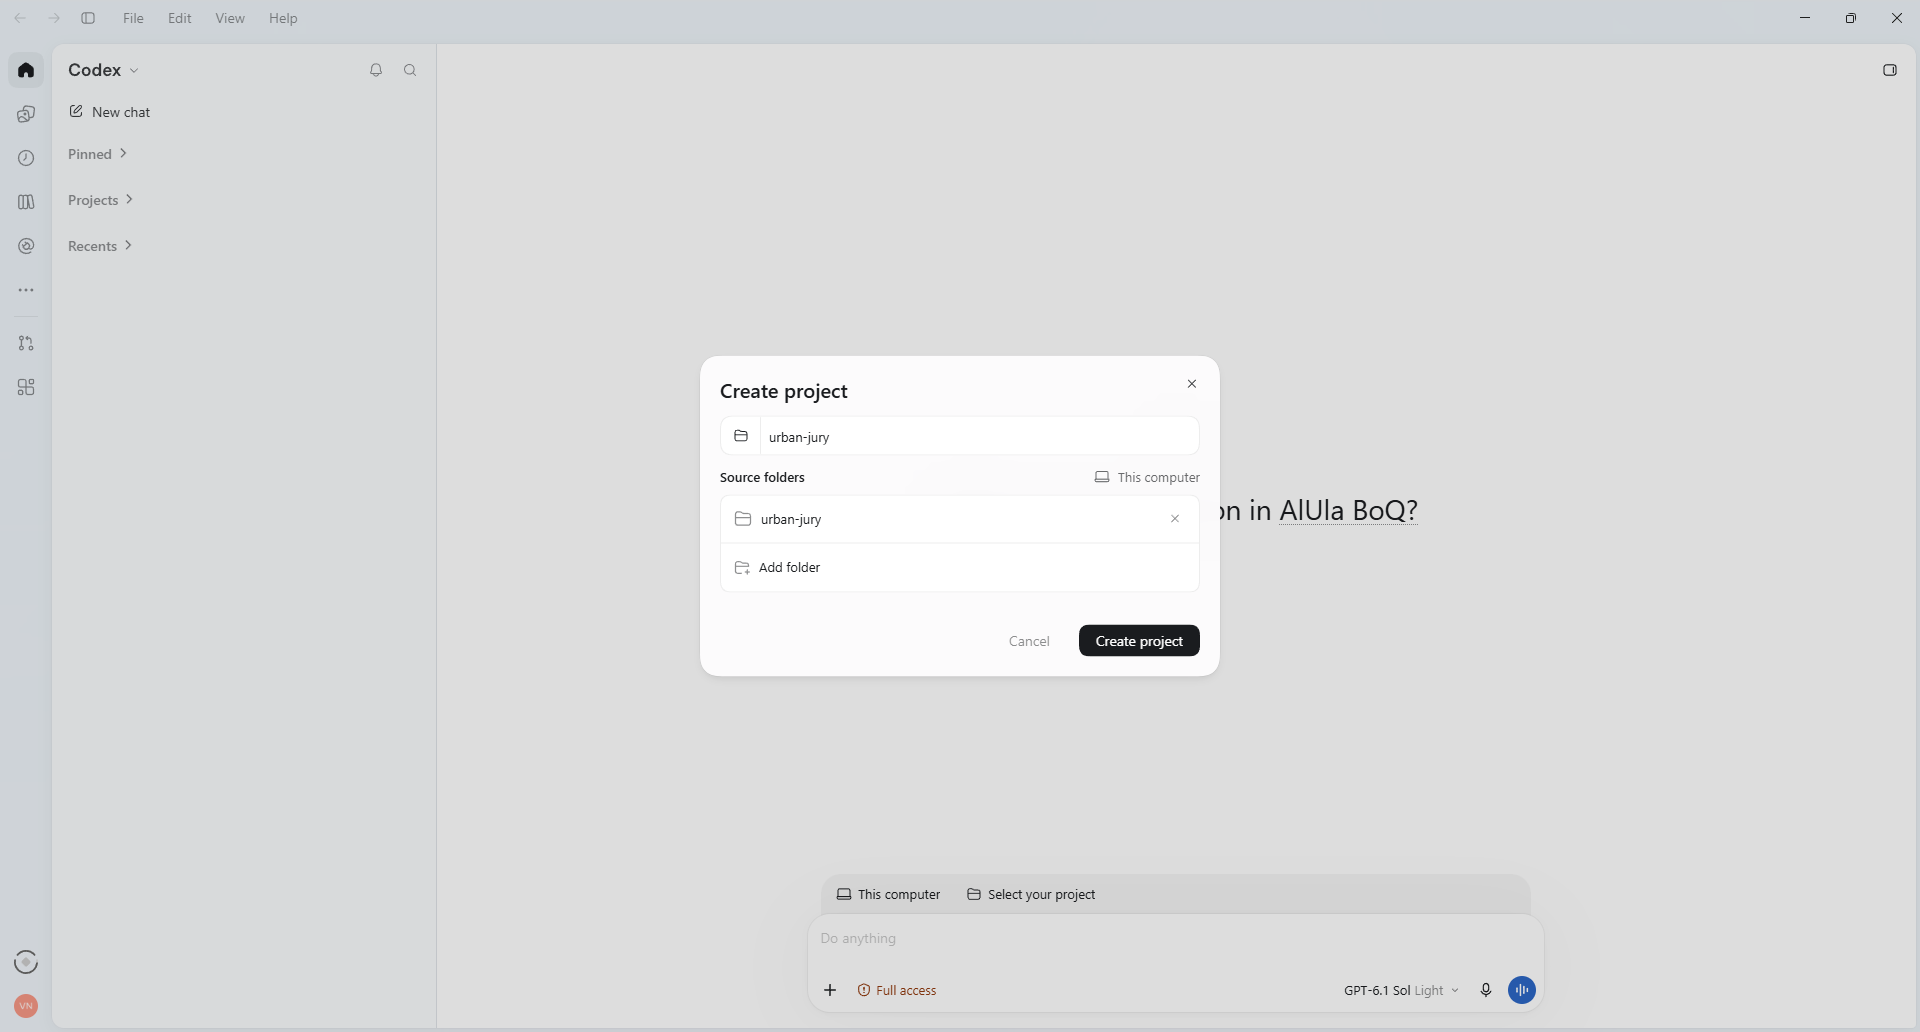 File Edit View Help
Codex
New chat
Pinned
Projects
Recents
Create project
urban-jury
Source folders This computer
urban-jury
Add folder
Cancel Create project
on in AlUla BoQ?
This computer Select your project
Do anything
Full access GPT-6.1 Sol Light
VN